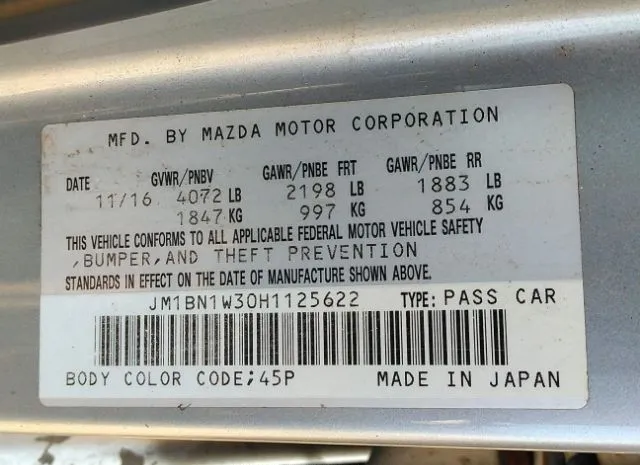 MFD. BY MAZDA MOTOR CORPORATION
DATE GVWR/PNBV GAWR/PNBE FRT GAWR/PNBE RR
11/16 4072 LB 2198 LB 1883 LB
1847 KG 997 KG 854 KG
THIS VEHICLE CONFORMS TO ALL APPLICABLE FEDERAL MOTOR VEHICLE SAFETY
,BUMPER,AND THEFT PREVENTION
STANDARDS IN EFFECT ON THE DATE OF MANUFACTURE SHOWN ABOVE.
JM1BN1W30H1125622 TYPE: PASS CAR
BODY COLOR CODE;45P MADE IN JAPAN